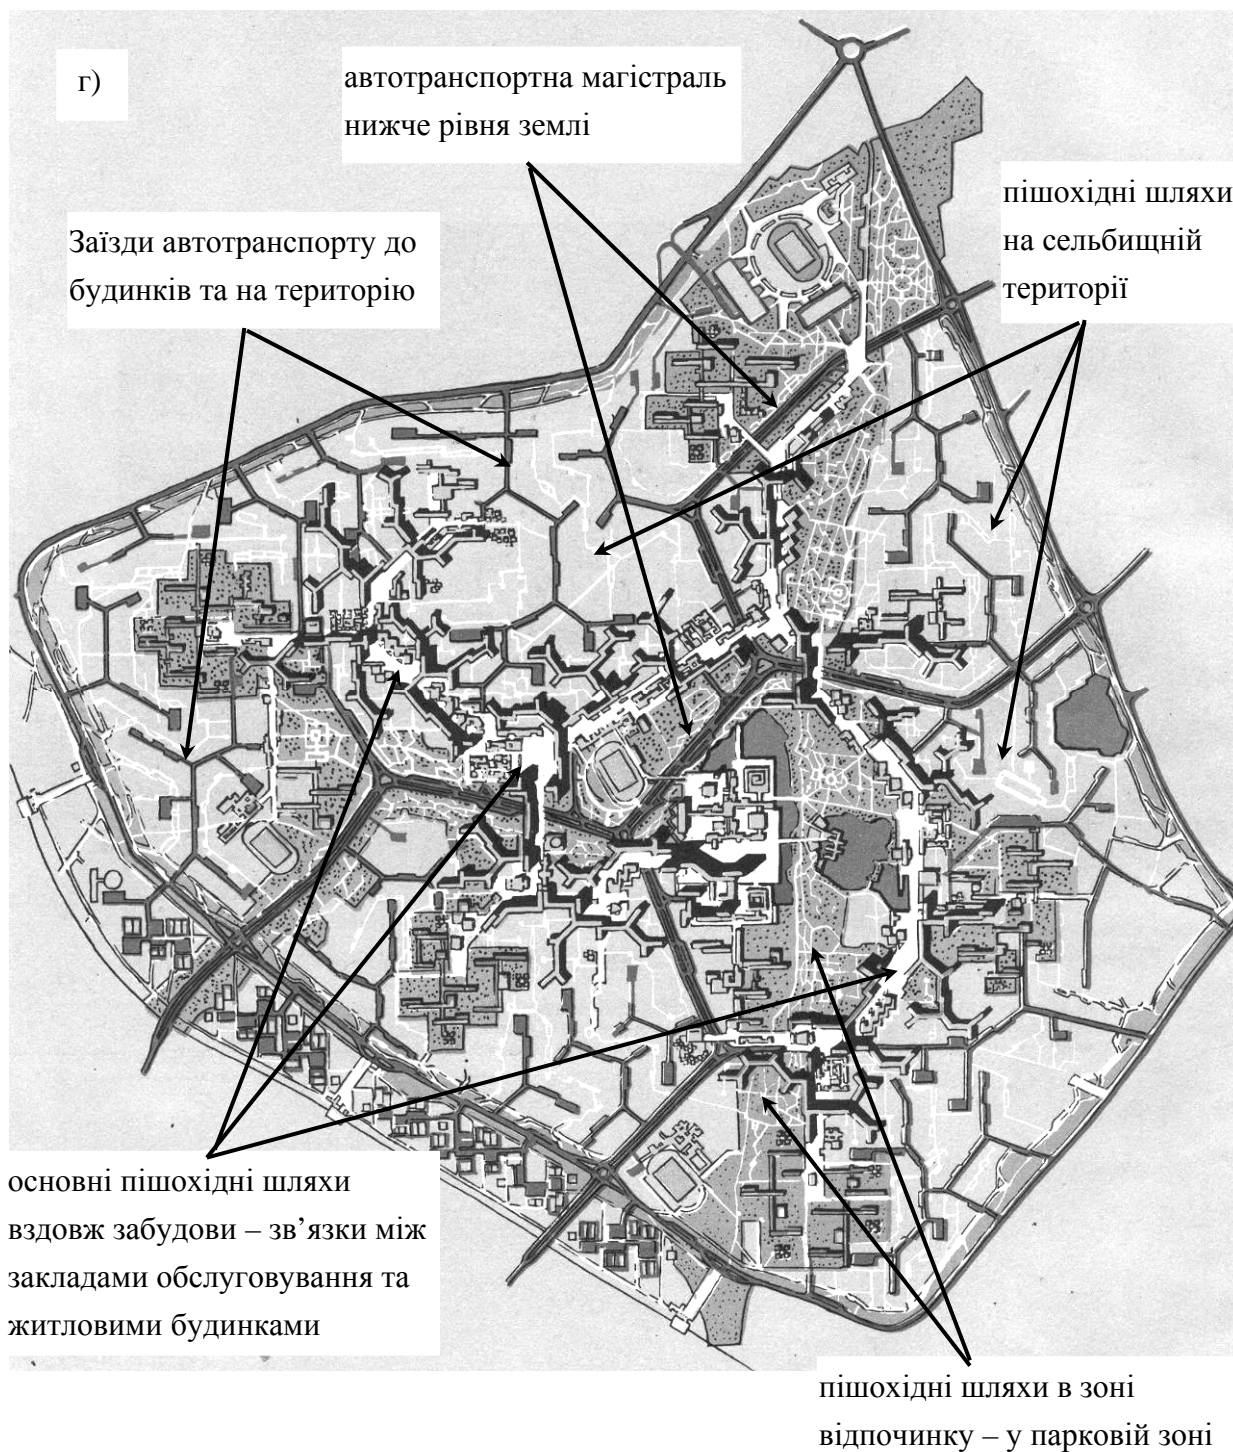 г)
автотранспортна магістраль
нижче рівня землі
пішохідні шляхи
на сельбищній
території
Заїзди автотранспорту до
будинків та на територію
основні пішохідні шляхи
вздовж забудови – зв’язки між
закладами обслуговування та
житловими будинками
пішохідні шляхи в зоні
відпочинку – у парковій зоні